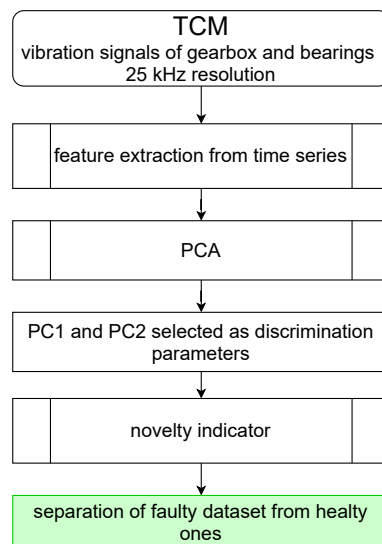 TCM
vibration signals of gearbox and bearings
25 kHz resolution
feature extraction from time series
PCA
PC1 and PC2 selected as discrimination
parameters
novelty indicator
separation of faulty dataset from healty
ones